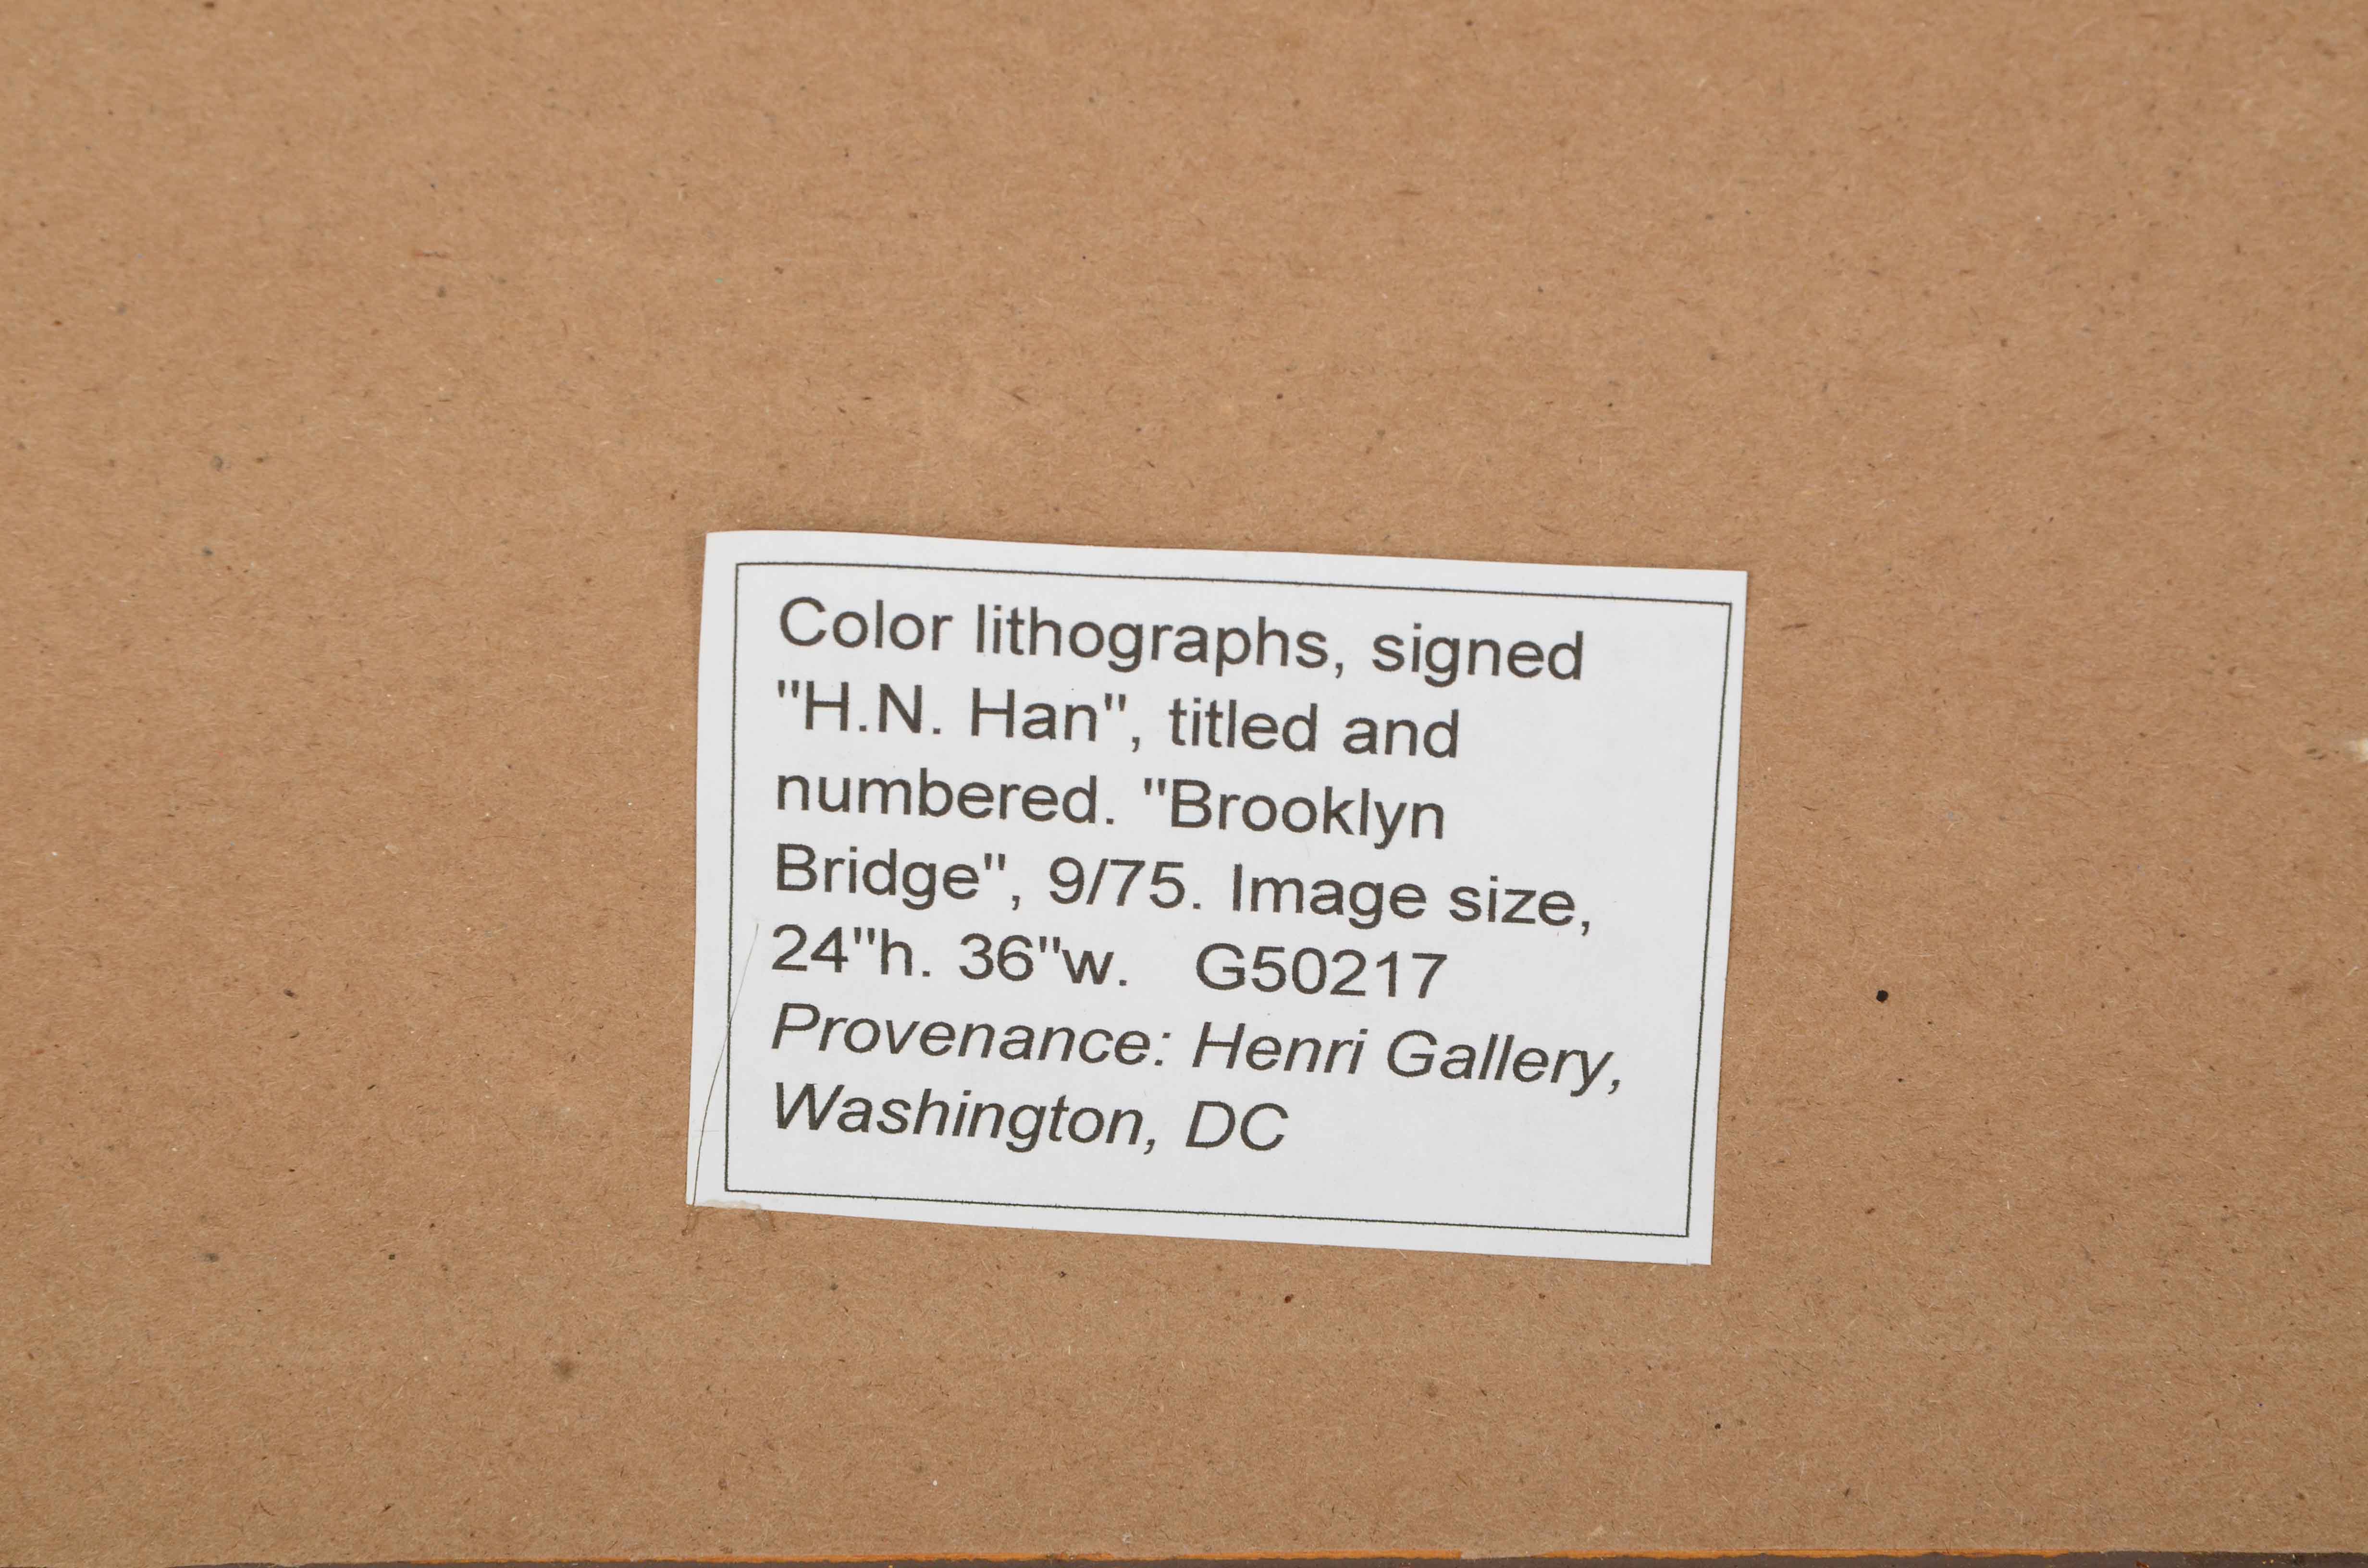 Color lithographs, signed
"H.N. Han", titled and
numbered. "Brooklyn
Bridge", 9/75. Image size,
24"h. 36"w. G50217
Provenance: Henri Gallery,
Washington, DC